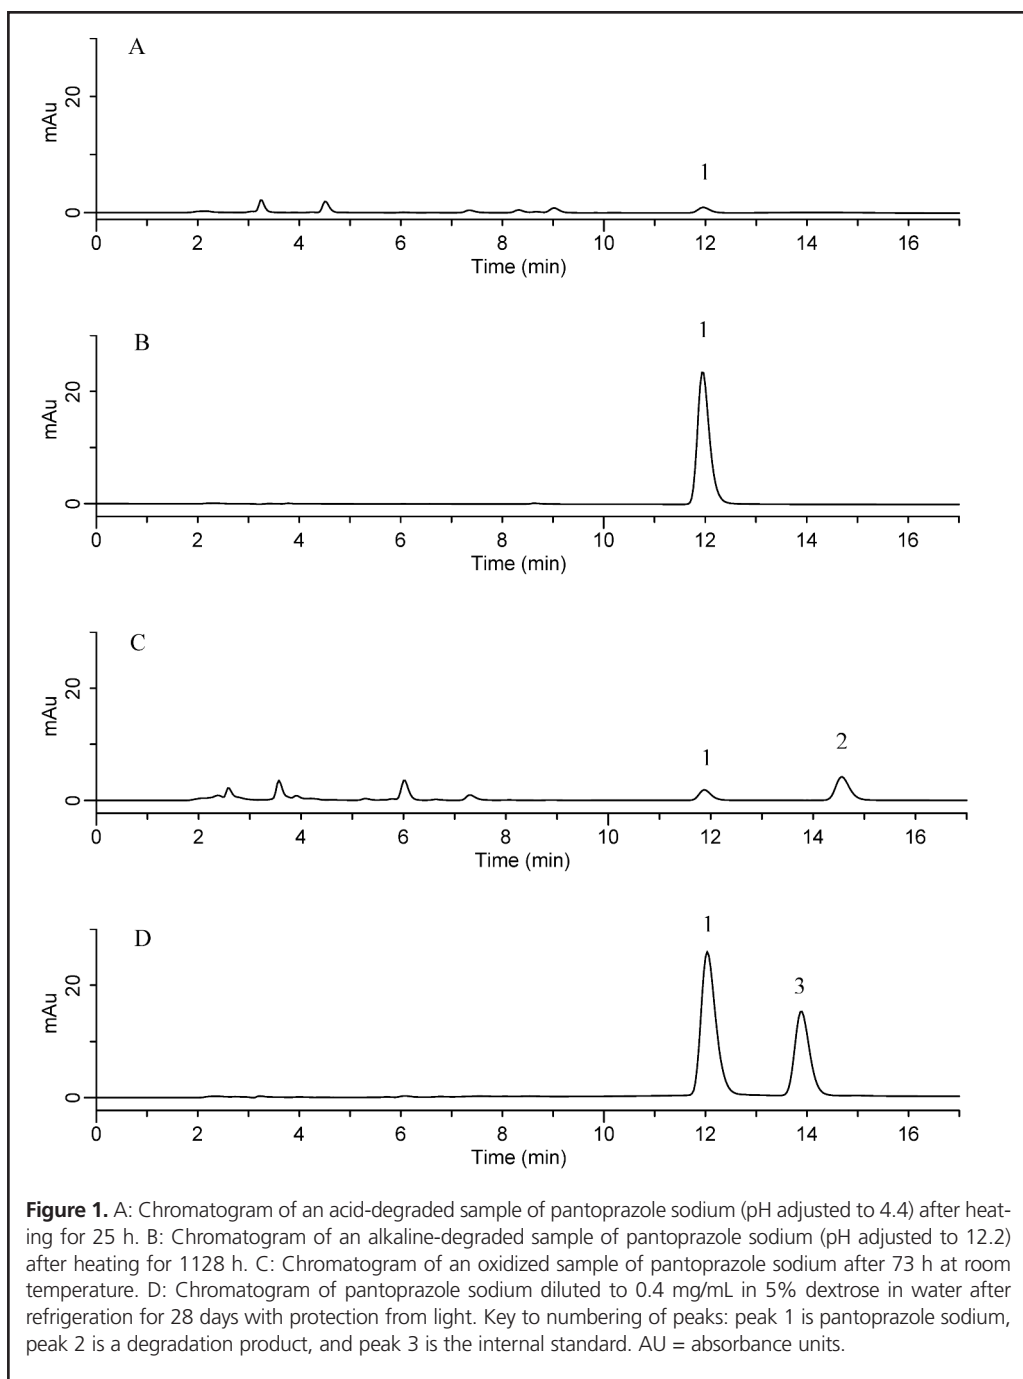 A
1
20
0
mAu
0 2 4 6 8 10 12 14 16
Time (min)
B
1
20
0
mAu
0 2 4 6 8 10 12 14 16
Time (min)
C
1
2
20
0
mAu
0 2 4 6 8 10 12 14 16
Time (min)
D
1
3
20
0
mAu
0 2 4 6 8 10 12 14 16
Time (min)
Figure 1. A: Chromatogram of an acid-degraded sample of pantoprazole sodium (pH adjusted to 4.4) after heat-
ing for 25 h. B: Chromatogram of an alkaline-degraded sample of pantoprazole sodium (pH adjusted to 12.2)
after heating for 1128 h. C: Chromatogram of an oxidized sample of pantoprazole sodium after 73 h at room
temperature. D: Chromatogram of pantoprazole sodium diluted to 0.4 mg/mL in 5% dextrose in water after
refrigeration for 28 days with protection from light. Key to numbering of peaks: peak 1 is pantoprazole sodium,
peak 2 is a degradation product, and peak 3 is the internal standard. AU = absorbance units.